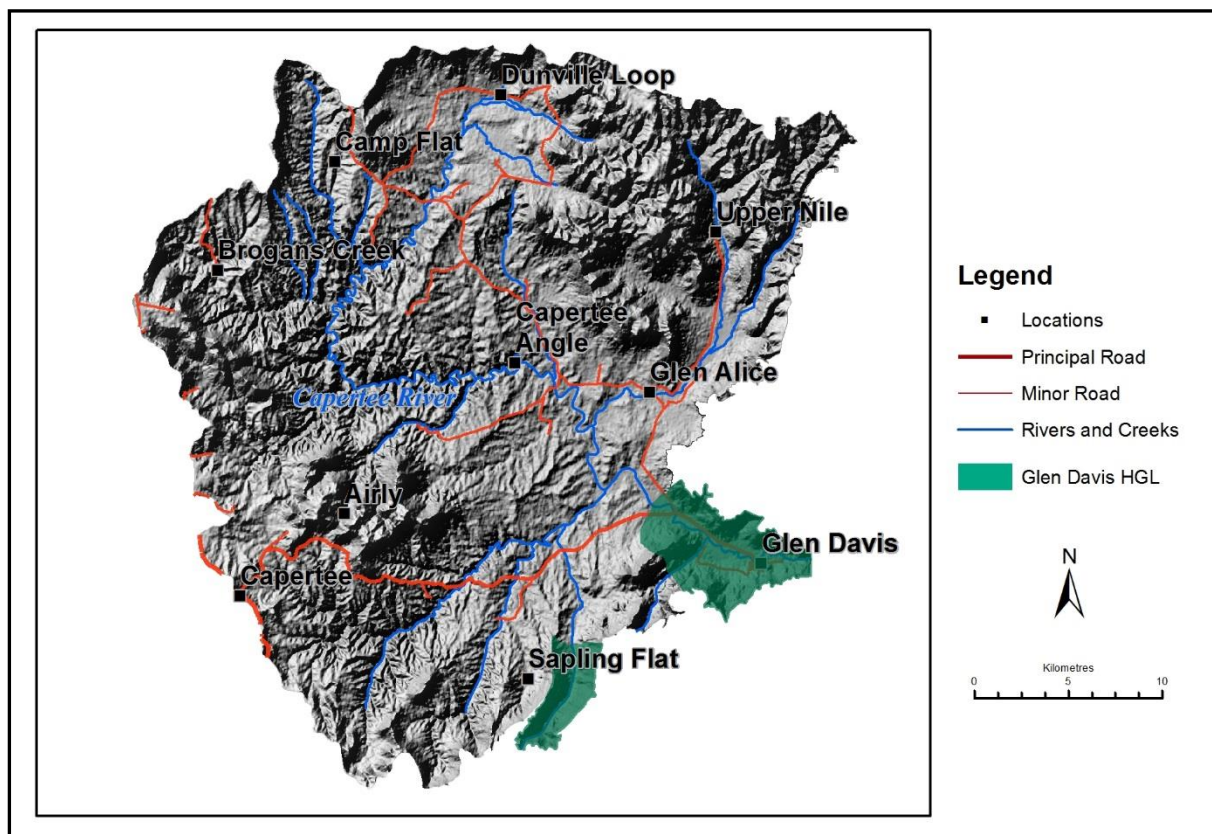 Dunville Loop
Camp Flat
Upper Nile
Brogans Creek
Capertee
Angle
Glen Alice
Capertee River
Airly
Glen Davis
Capertee
Sapling Flat
Legend
Locations
Principal Road
Minor Road
Rivers and Creeks
Glen Davis HGL
N
Kilometres
0 5 10